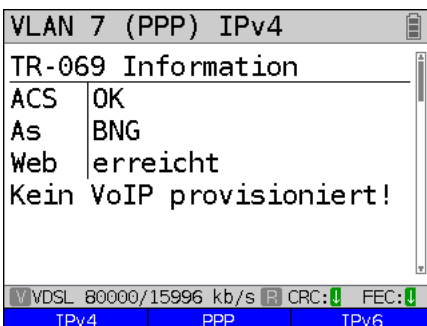 VLAN 7 (PPP) IPv4
TR-069 Information
ACS OK
As BNG
Web erreicht
Kein VoIP provisioniert!
V VDSL 80000/15996 kb/s R CRC: FEC:
IPv4 PPP IPv6